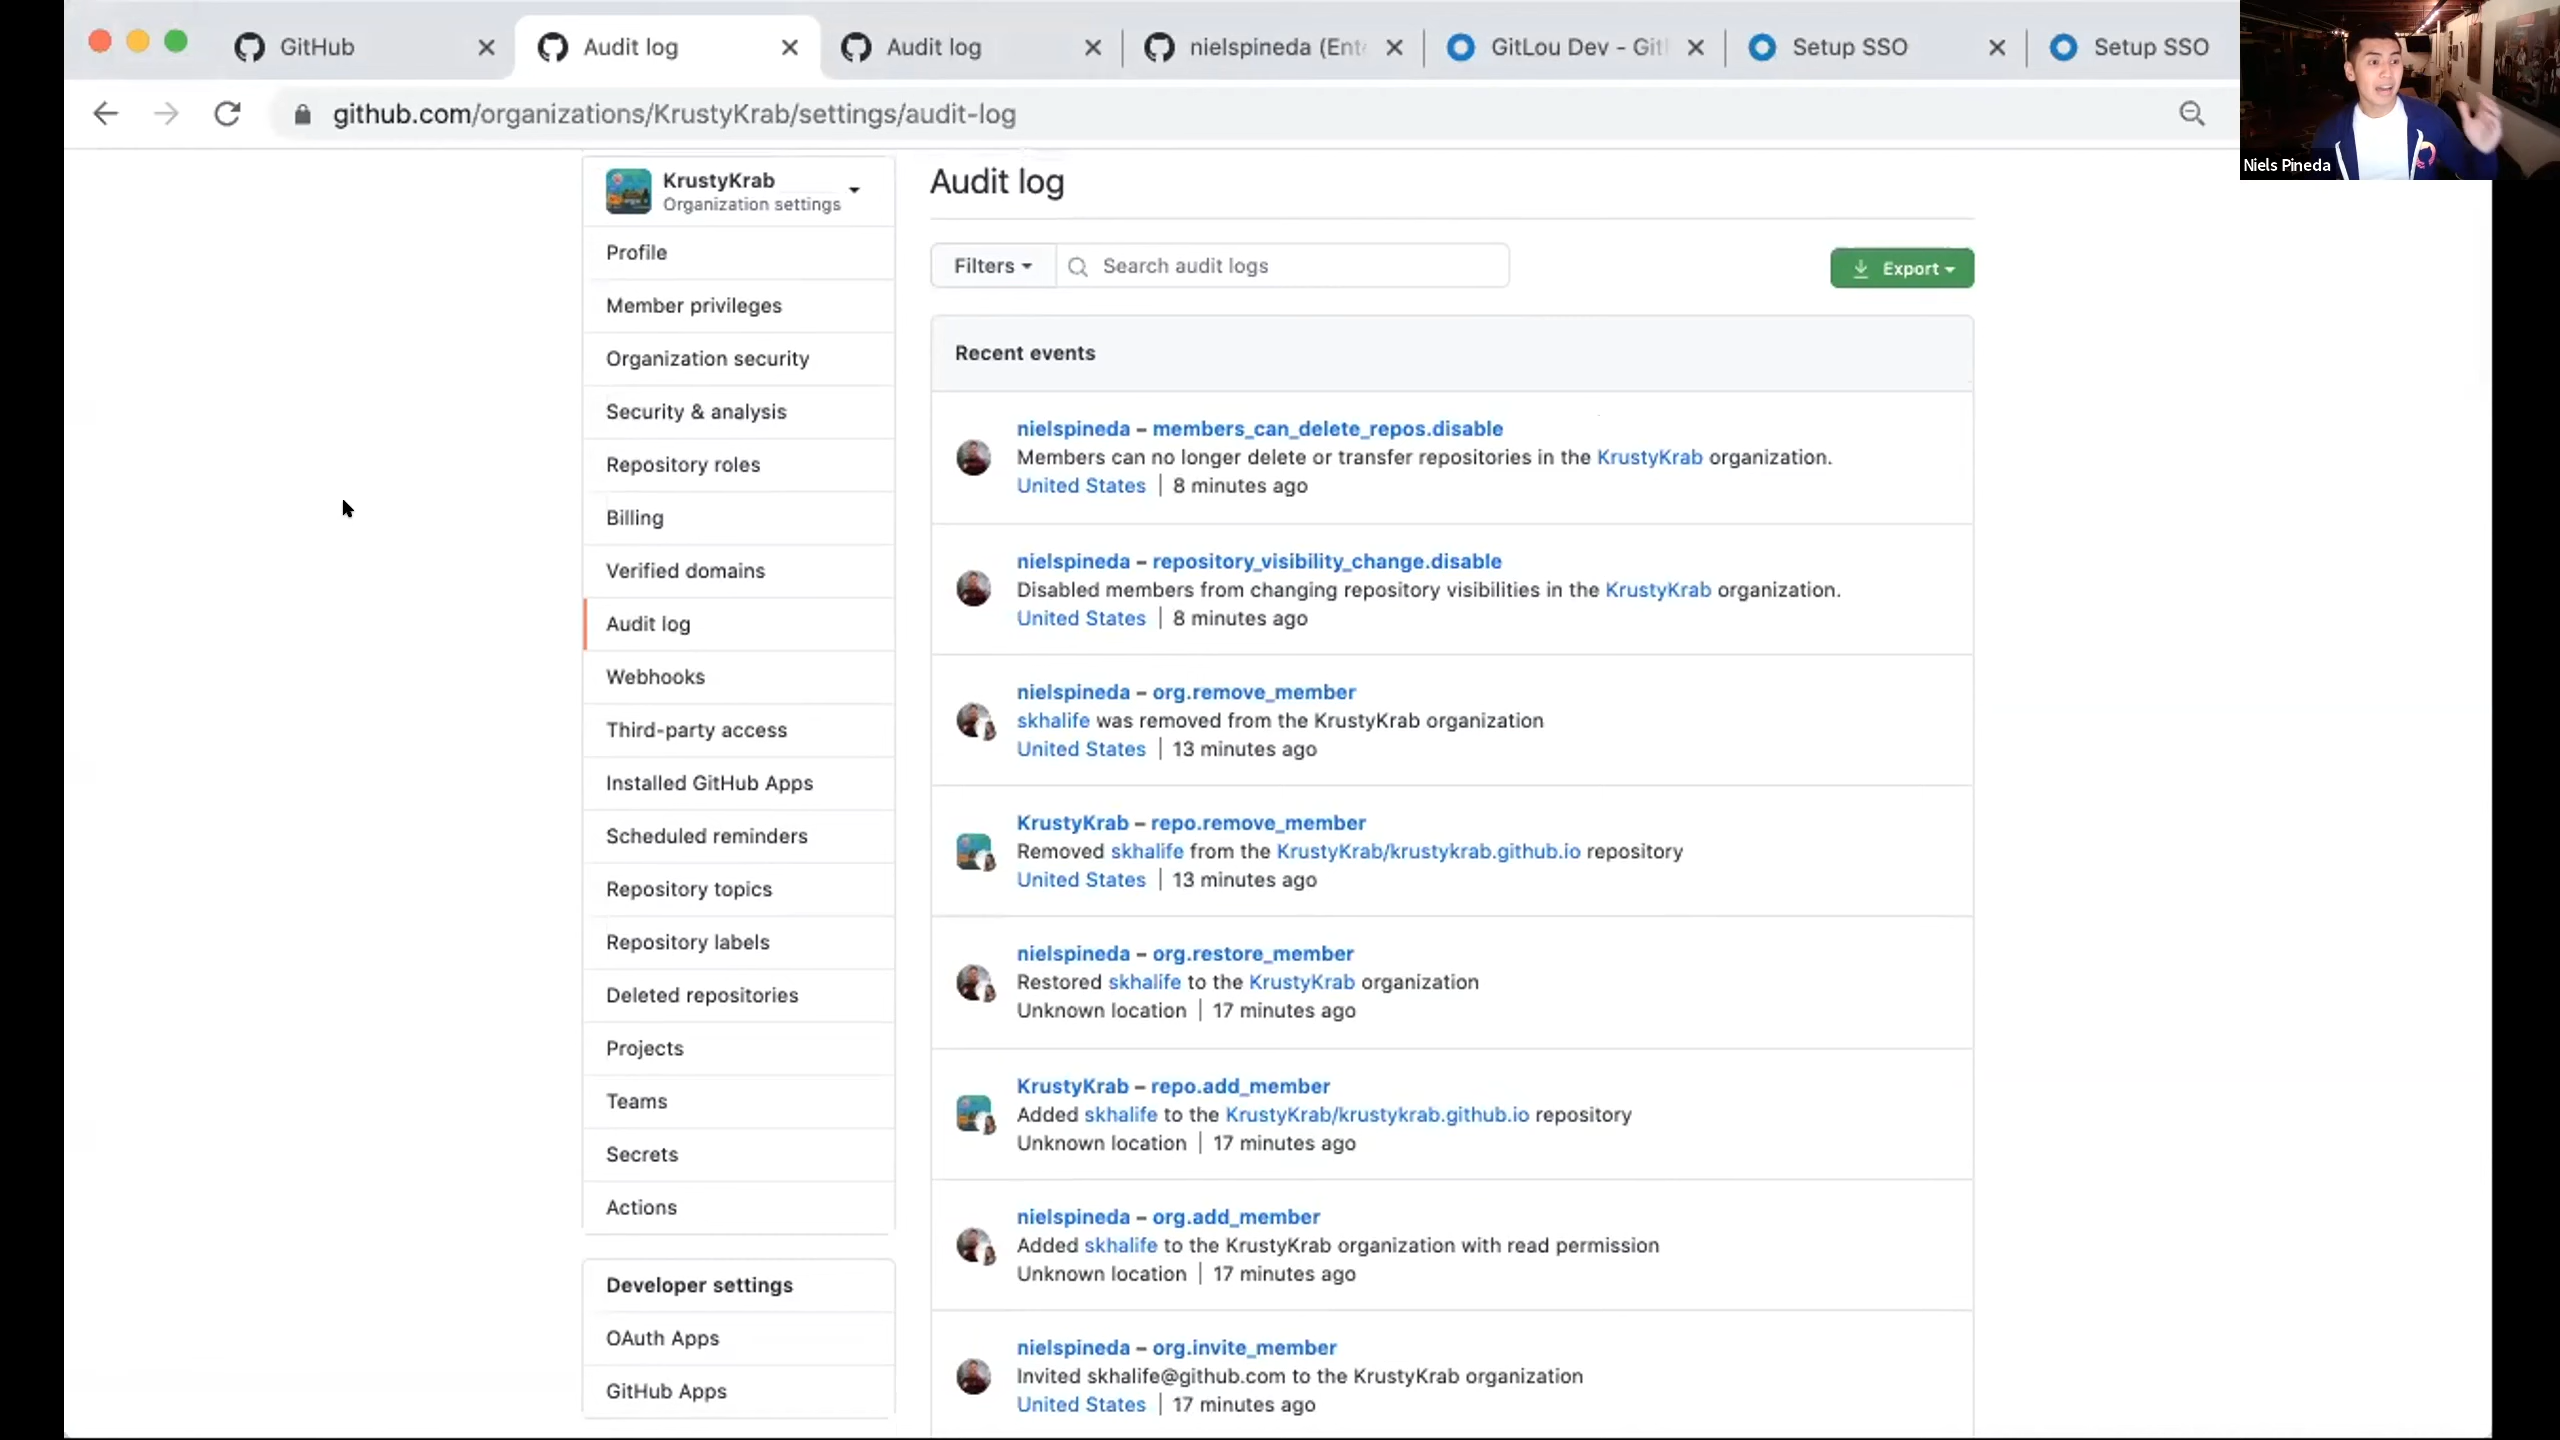 GitHub
Audit log
Audit log
nielspineda (Ente
GitLou Dev - Git
Setup SSO
Setup SSO
github.com/organizations/KrustyKrab/settings/audit-log
Niels Pineda
KrustyKrab
Organization settings
Profile
Member privileges
Organization security
Security & analysis
Repository roles
Billing
Verified domains
Audit log
Webhooks
Third-party access
Installed GitHub Apps
Scheduled reminders
Repository topics
Repository labels
Deleted repositories
Projects
Teams
Secrets
Actions
Developer settings
OAuth Apps
GitHub Apps
Audit log
Filters
Search audit logs
Export
Recent events
nielspineda – members_can_delete_repos.disable
Members can no longer delete or transfer repositories in the KrustyKrab organization.
United States | 8 minutes ago
nielspineda – repository_visibility_change.disable
Disabled members from changing repository visibilities in the KrustyKrab organization.
United States | 8 minutes ago
nielspineda – org.remove_member
skhalife was removed from the KrustyKrab organization
United States | 13 minutes ago
KrustyKrab – repo.remove_member
Removed skhalife from the KrustyKrab/krustykrab.github.io repository
United States | 13 minutes ago
nielspineda – org.restore_member
Restored skhalife to the KrustyKrab organization
Unknown location | 17 minutes ago
KrustyKrab – repo.add_member
Added skhalife to the KrustyKrab/krustykrab.github.io repository
Unknown location | 17 minutes ago
nielspineda – org.add_member
Added skhalife to the KrustyKrab organization with read permission
Unknown location | 17 minutes ago
nielspineda – org.invite_member
Invited skhalife@github.com to the KrustyKrab organization
United States | 17 minutes ago